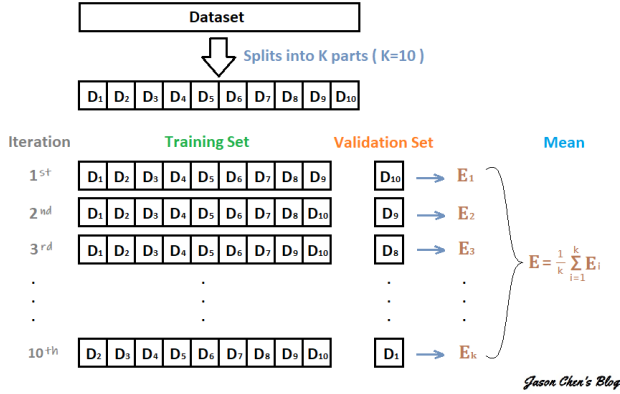 Dataset
Splits into K parts ( K=10 )
D₁ D₂ D₃ D₄ D₅ D₆ D₇ D₈ D₉ D₁₀
Iteration Training Set Validation Set Mean
1ˢᵗ D₁ D₂ D₃ D₄ D₅ D₆ D₇ D₈ D₉ D₁₀ → E₁
2ⁿᵈ D₁ D₂ D₃ D₄ D₅ D₆ D₇ D₈ D₁₀ D₉ → E₂
3ʳᵈ D₁ D₂ D₃ D₄ D₅ D₆ D₇ D₉ D₁₀ D₈ → E₃
E = 1/k ∑ᵢ₌₁ᵏ Eᵢ
. . . . .
. . . . .
. . . . .
10ᵗʰ D₂ D₃ D₄ D₅ D₆ D₇ D₈ D₉ D₁₀ D₁ → Eₖ
Jason Chen's Blog